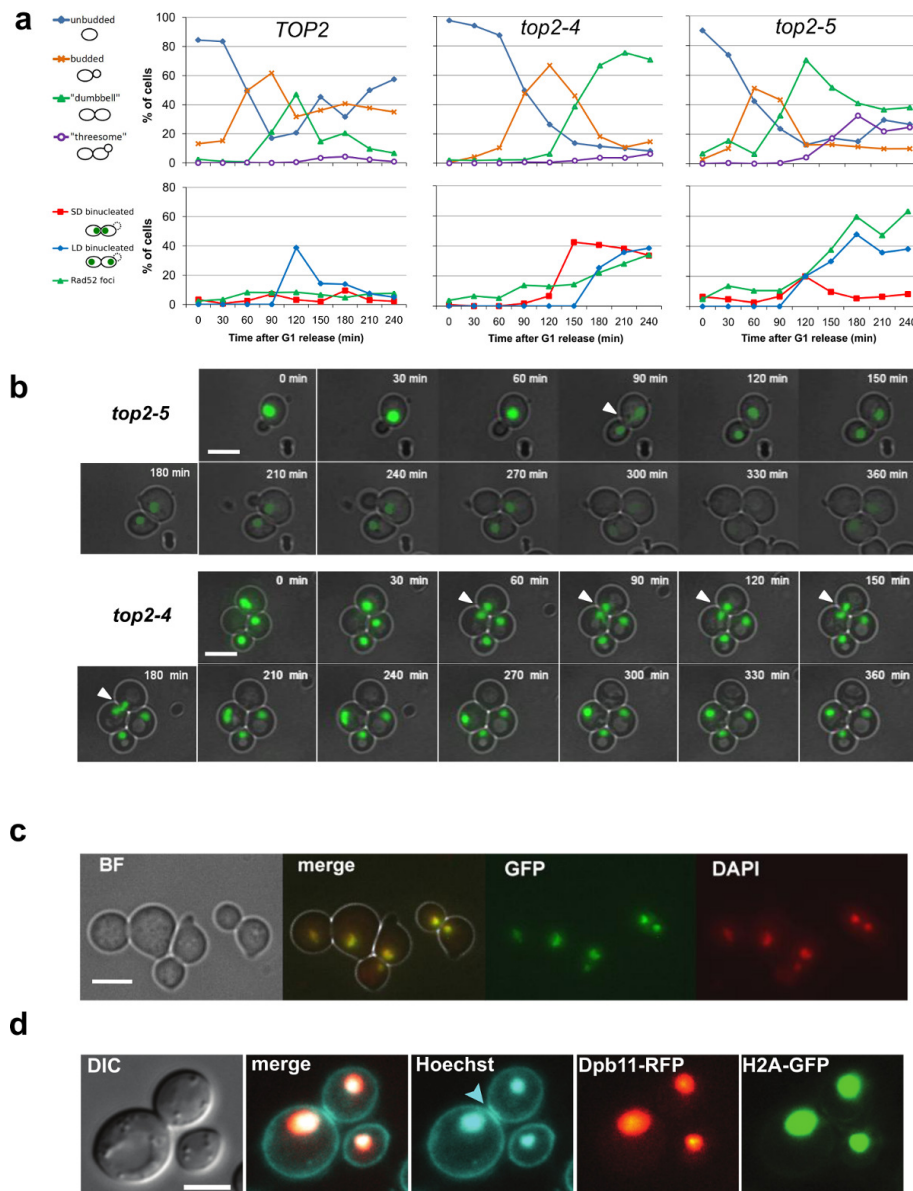 a
unbudded
budded
"dumbbell"
"threesome"
TOP2
top2-4
top2-5
% of cells
100
80
60
40
20
0
SD binucleated
LD binucleated
Rad52 foci
% of cells
80
60
40
20
0
0 30 60 90 120 150 180 210 240
0 30 60 90 120 150 180 210 240
0 30 60 90 120 150 180 210 240
Time after G1 release (min)
Time after G1 release (min)
Time after G1 release (min)
b
top2-5
0 min
30 min
60 min
90 min
120 min
150 min
180 min
210 min
240 min
270 min
300 min
330 min
360 min
top2-4
0 min
30 min
60 min
90 min
120 min
150 min
180 min
210 min
240 min
270 min
300 min
330 min
360 min
c
BF
merge
GFP
DAPI
d
DIC
merge
Hoechst
Dpb11-RFP
H2A-GFP